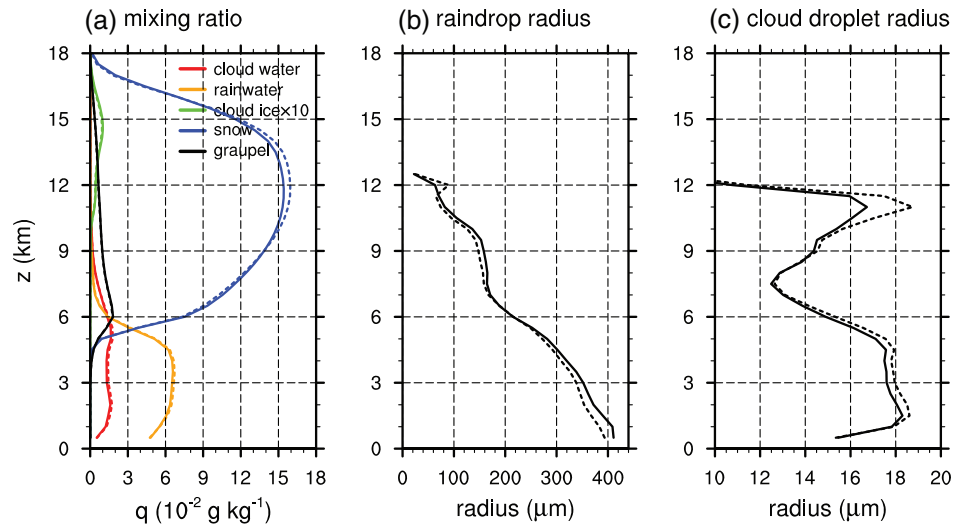 (a) mixing ratio
(b) raindrop radius
(c) cloud droplet radius
18
15
12
9
6
3
0
z (km)
cloud water
rainwater
cloud ice×10
snow
graupel
0 3 6 9 12 15 18
q (10⁻² g kg⁻¹)
18
15
12
9
6
3
0
0 100 200 300 400
radius (μm)
18
15
12
9
6
3
0
10 12 14 16 18 20
radius (μm)